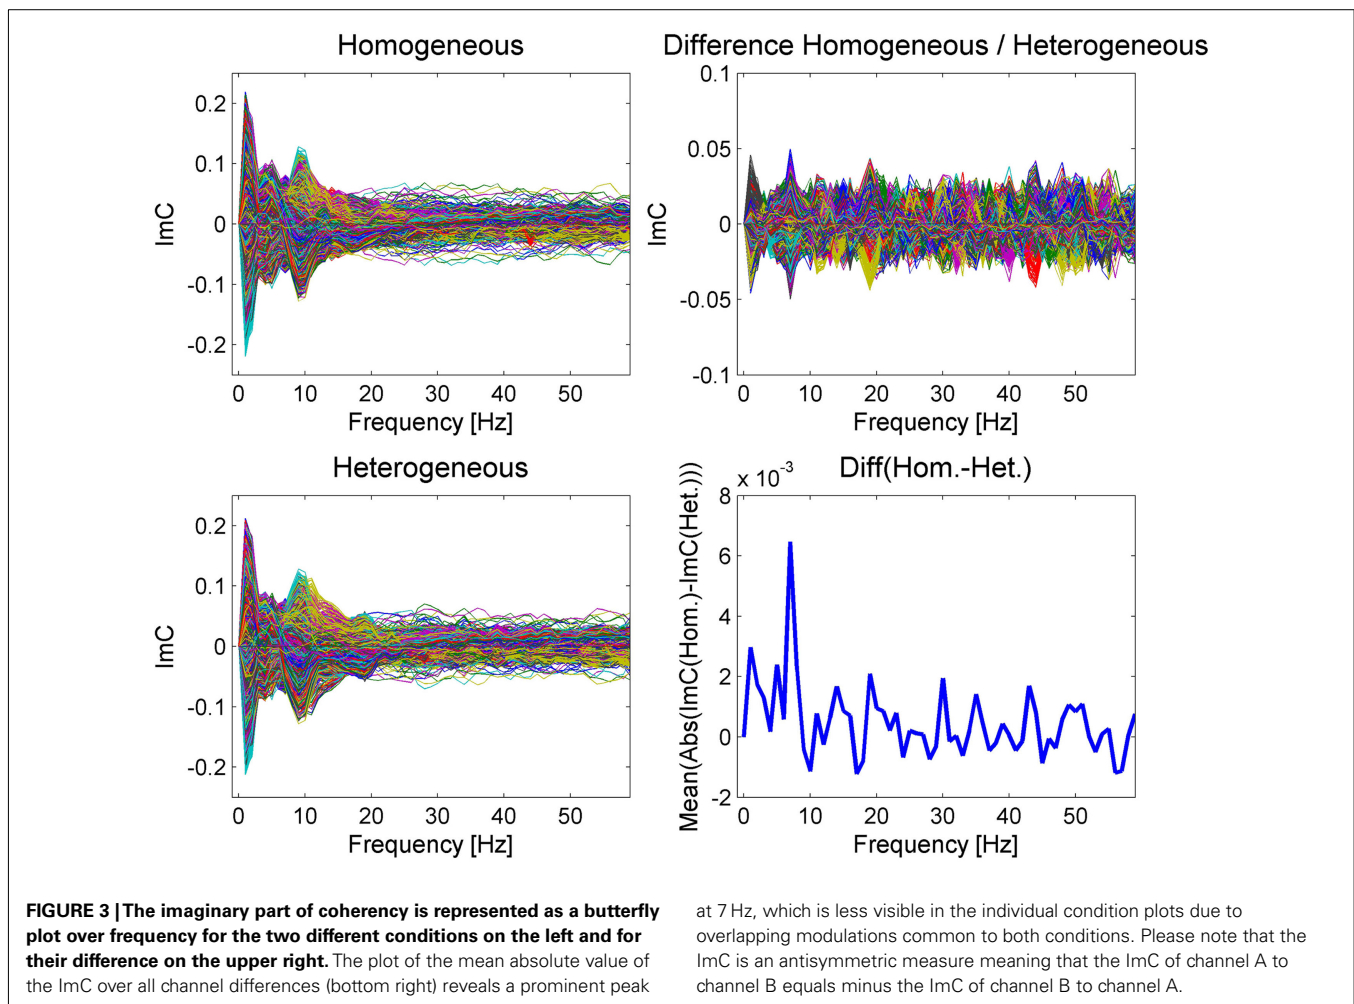 Homogeneous
0.2
0.1
0
-0.1
-0.2
ImC
0 10 20 30 40 50
Frequency [Hz]
Difference Homogeneous / Heterogeneous
0.1
0.05
0
-0.05
-0.1
ImC
0 10 20 30 40 50
Frequency [Hz]
Heterogeneous
0.2
0.1
0
-0.1
-0.2
ImC
0 10 20 30 40 50
Frequency [Hz]
x 10-3
Diff(Hom.-Het.)
8
6
4
2
0
-2
Mean(Abs(ImC(Hom.)-ImC(Het.)))
0 10 20 30 40 50
Frequency [Hz]
FIGURE 3 | The imaginary part of coherency is represented as a butterfly
plot over frequency for the two different conditions on the left and for
their difference on the upper right. The plot of the mean absolute value of
the ImC over all channel differences (bottom right) reveals a prominent peak
at 7 Hz, which is less visible in the individual condition plots due to
overlapping modulations common to both conditions. Please note that the
ImC is an antisymmetric measure meaning that the ImC of channel A to
channel B equals minus the ImC of channel B to channel A.